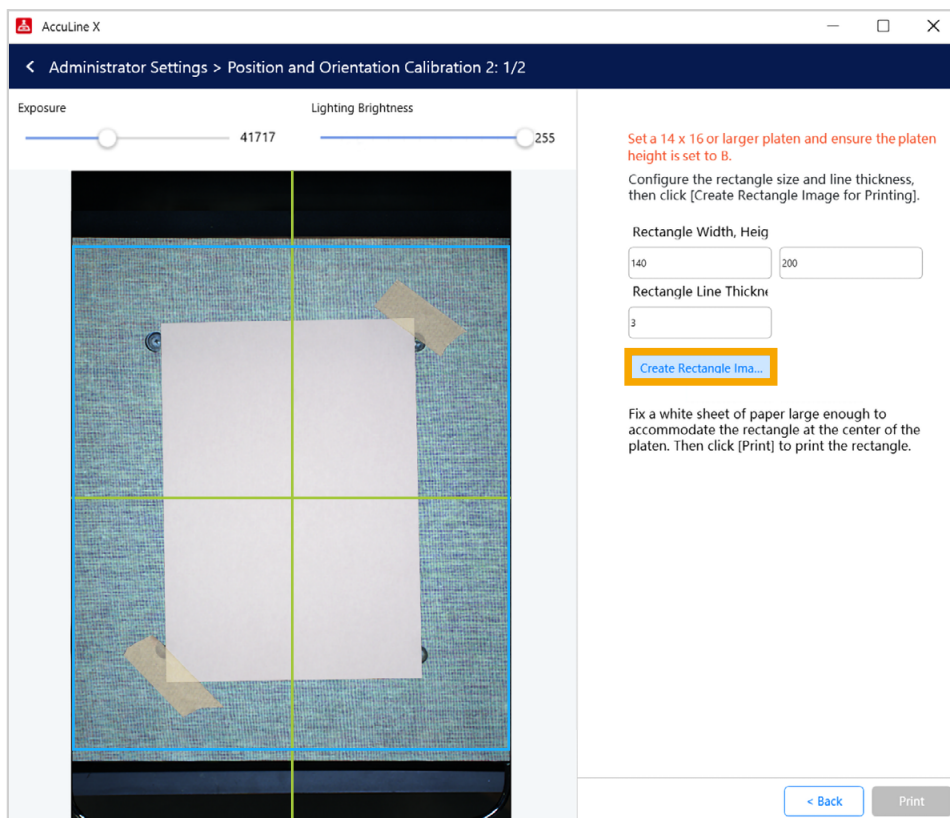 AccuLine X
Administrator Settings > Position and Orientation Calibration 2: 1/2
Exposure
41717
Lighting Brightness
255
Set a 14 x 16 or larger platen and ensure the platen
height is set to B.
Configure the rectangle size and line thickness,
then click [Create Rectangle Image for Printing].
Rectangle Width, Heig
140
200
Rectangle Line Thickne
3
Create Rectangle Ima...
Fix a white sheet of paper large enough to
accommodate the rectangle at the center of the
platen. Then click [Print] to print the rectangle.
< Back
Print